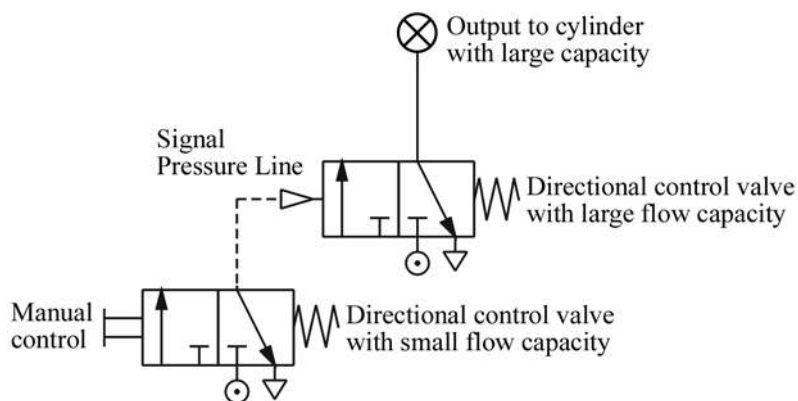 Output to cylinder
with large capacity
Signal
Pressure Line
Directional control valve
with large flow capacity
Manual
control
Directional control valve
with small flow capacity